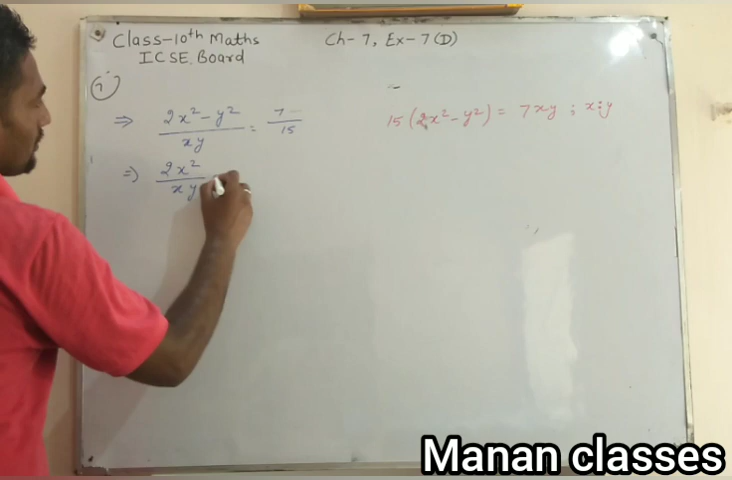 Class-10th Maths
ICSE Board
Ch- 7, Ex- 7(D)
⇒ 2x² - y² / xy = 7 / 15
15(2x² - y²) = 7xy ; x:y
⇒ 2x² / xy
Manan classes